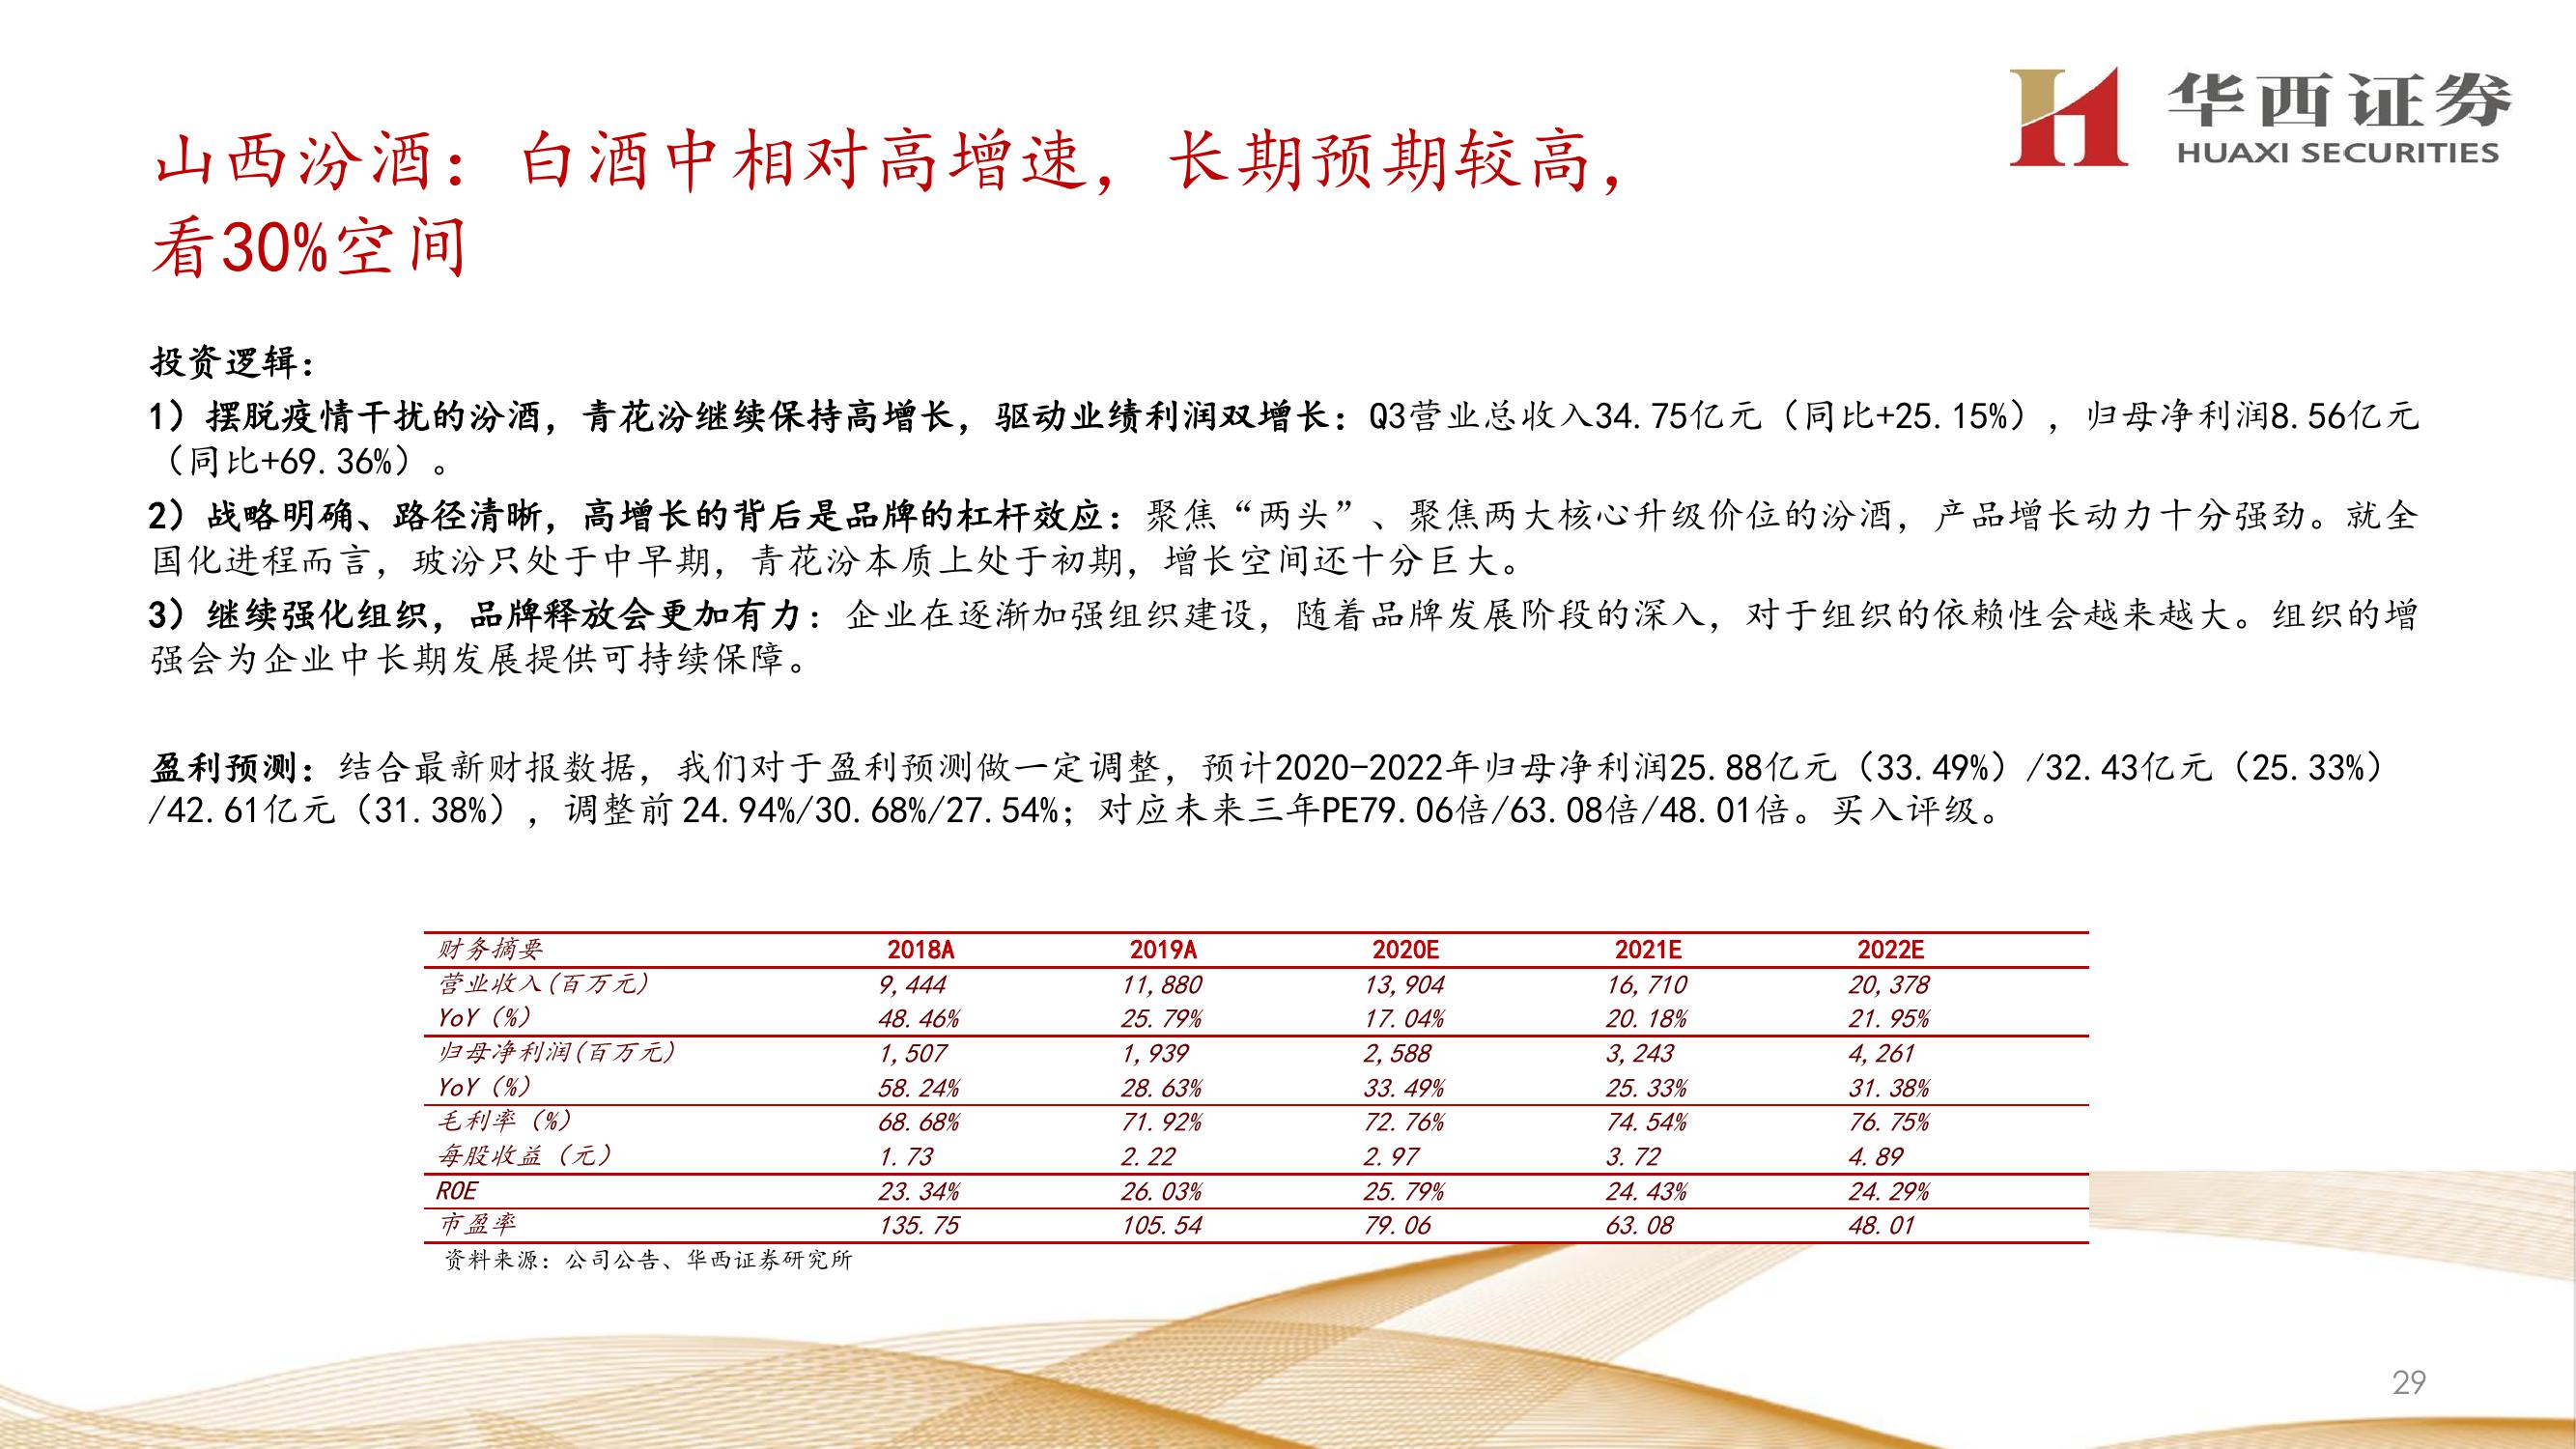 华西证券
HUAXI SECURITIES
山西汾酒：白酒中相对高增速，长期预期较高，
看30%空间
投资逻辑：
1）摆脱疫情干扰的汾酒，青花汾继续保持高增长，驱动业绩利润双增长：Q3营业总收入34.75亿元（同比+25.15%），归母净利润8.56亿元
（同比+69.36%）。
2）战略明确、路径清晰，高增长的背后是品牌的杠杆效应：聚焦“两头”、聚焦两大核心升级价位的汾酒，产品增长动力十分强劲。就全
国化进程而言，玻汾只处于中早期，青花汾本质上处于初期，增长空间还十分巨大。
3）继续强化组织，品牌释放会更加有力：企业在逐渐加强组织建设，随着品牌发展阶段的深入，对于组织的依赖性会越来越大。组织的增
强会为企业中长期发展提供可持续保障。
盈利预测：结合最新财报数据，我们对于盈利预测做一定调整，预计2020-2022年归母净利润25.88亿元（33.49%）/32.43亿元（25.33%）
/42.61亿元（31.38%），调整前24.94%/30.68%/27.54%；对应未来三年PE79.06倍/63.08倍/48.01倍。买入评级。
财务摘要 2018A 2019A 2020E 2021E 2022E
营业收入(百万元) 9,444 11,880 13,904 16,710 20,378
YoY（%） 48.46% 25.79% 17.04% 20.18% 21.95%
归母净利润(百万元) 1,507 1,939 2,588 3,243 4,261
YoY（%） 58.24% 28.63% 33.49% 25.33% 31.38%
毛利率（%） 68.68% 71.92% 72.76% 74.54% 76.75%
每股收益（元） 1.73 2.22 2.97 3.72 4.89
ROE 23.34% 26.03% 25.79% 24.43% 24.29%
市盈率 135.75 105.54 79.06 63.08 48.01
资料来源：公司公告、华西证券研究所
29